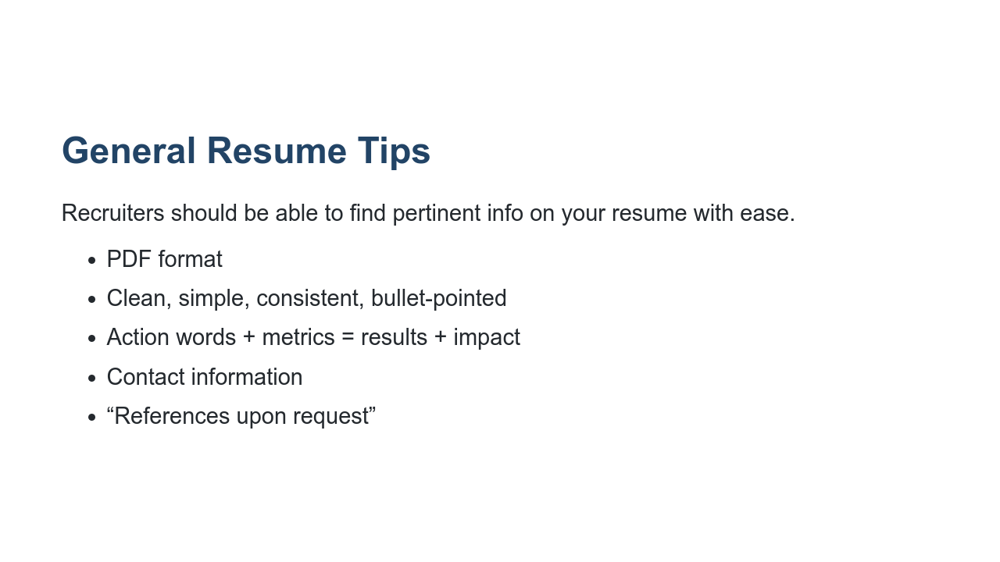 General Resume Tips
Recruiters should be able to find pertinent info on your resume with ease.
• PDF format
• Clean, simple, consistent, bullet-pointed
• Action words + metrics = results + impact
• Contact information
• “References upon request”